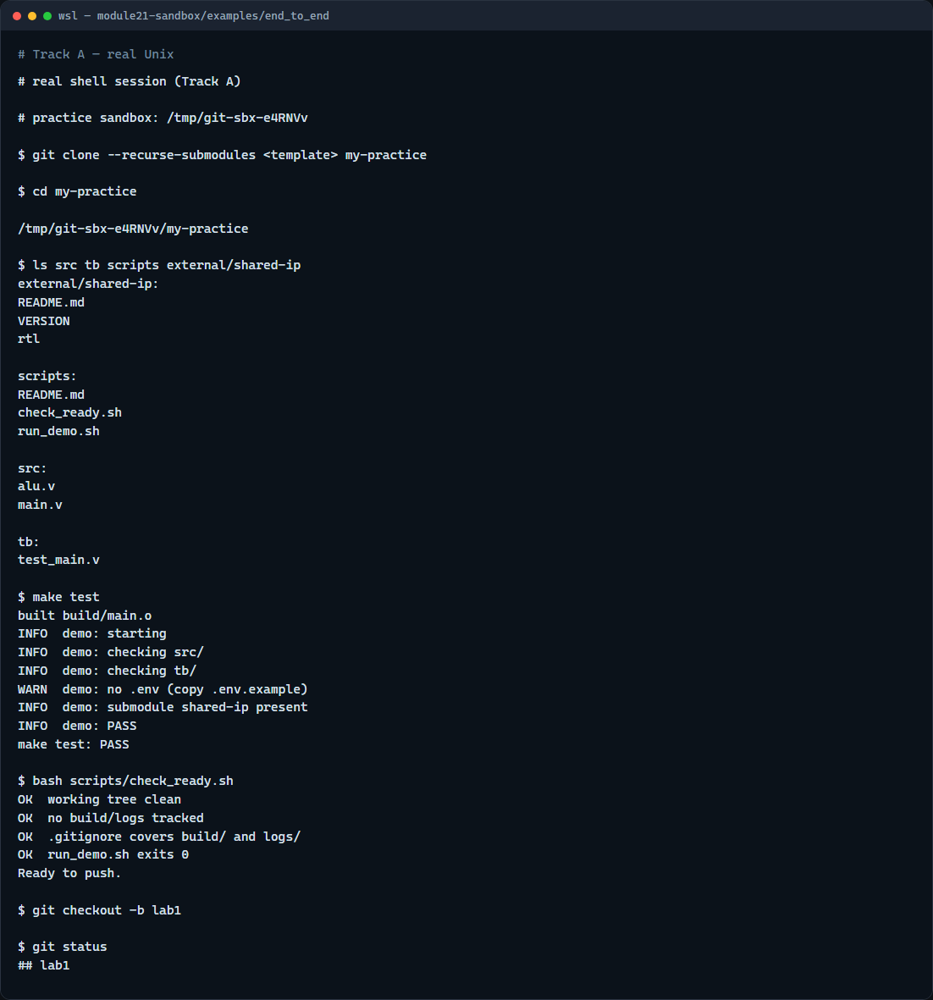 wsl — module21-sandbox/examples/end_to_end
# Track A — real Unix
# real shell session (Track A)
# practice sandbox: /tmp/git-sbx-e4RNVv
$ git clone --recurse-submodules <template> my-practice
$ cd my-practice
/tmp/git-sbx-e4RNVv/my-practice
$ ls src tb scripts external/shared-ip
external/shared-ip:
README.md
VERSION
rtl
scripts:
README.md
check_ready.sh
run_demo.sh
src:
alu.v
main.v
tb:
test_main.v
$ make test
built build/main.o
INFO  demo: starting
INFO  demo: checking src/
INFO  demo: checking tb/
WARN  demo: no .env (copy .env.example)
INFO  demo: submodule shared-ip present
INFO  demo: PASS
make test: PASS
$ bash scripts/check_ready.sh
OK  working tree clean
OK  no build/logs tracked
OK  .gitignore covers build/ and logs/
OK  run_demo.sh exits 0
Ready to push.
$ git checkout -b lab1
$ git status
## lab1